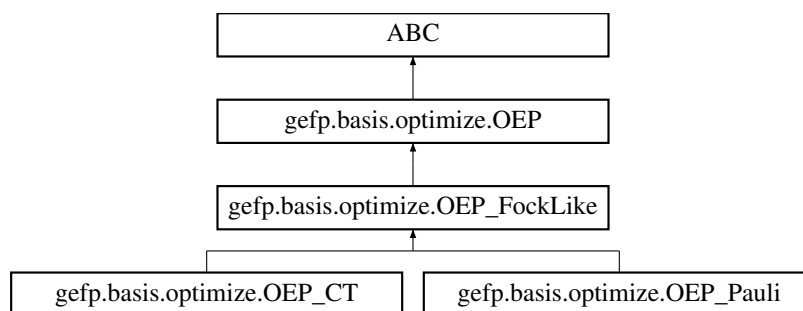 ABC
gefp.basis.optimize.OEP
gefp.basis.optimize.OEP_FockLike
gefp.basis.optimize.OEP_CT
gefp.basis.optimize.OEP_Pauli